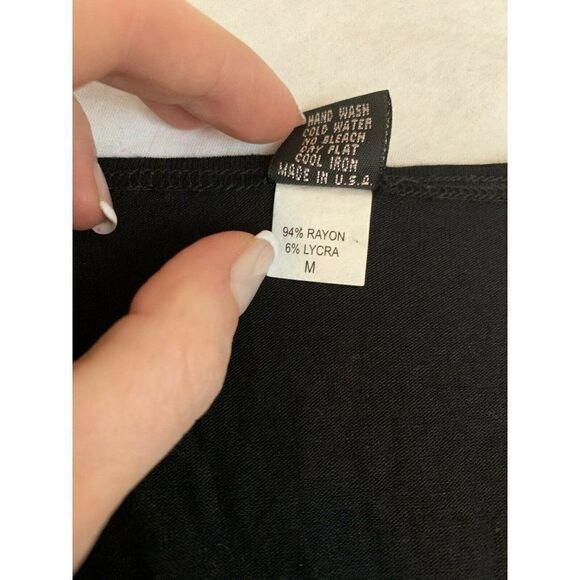 HAND WASH
COLD WATER
NO BLEACH
DRY FLAT
COOL IRON
MADE IN U.S.A
94% RAYON
6% LYCRA
M